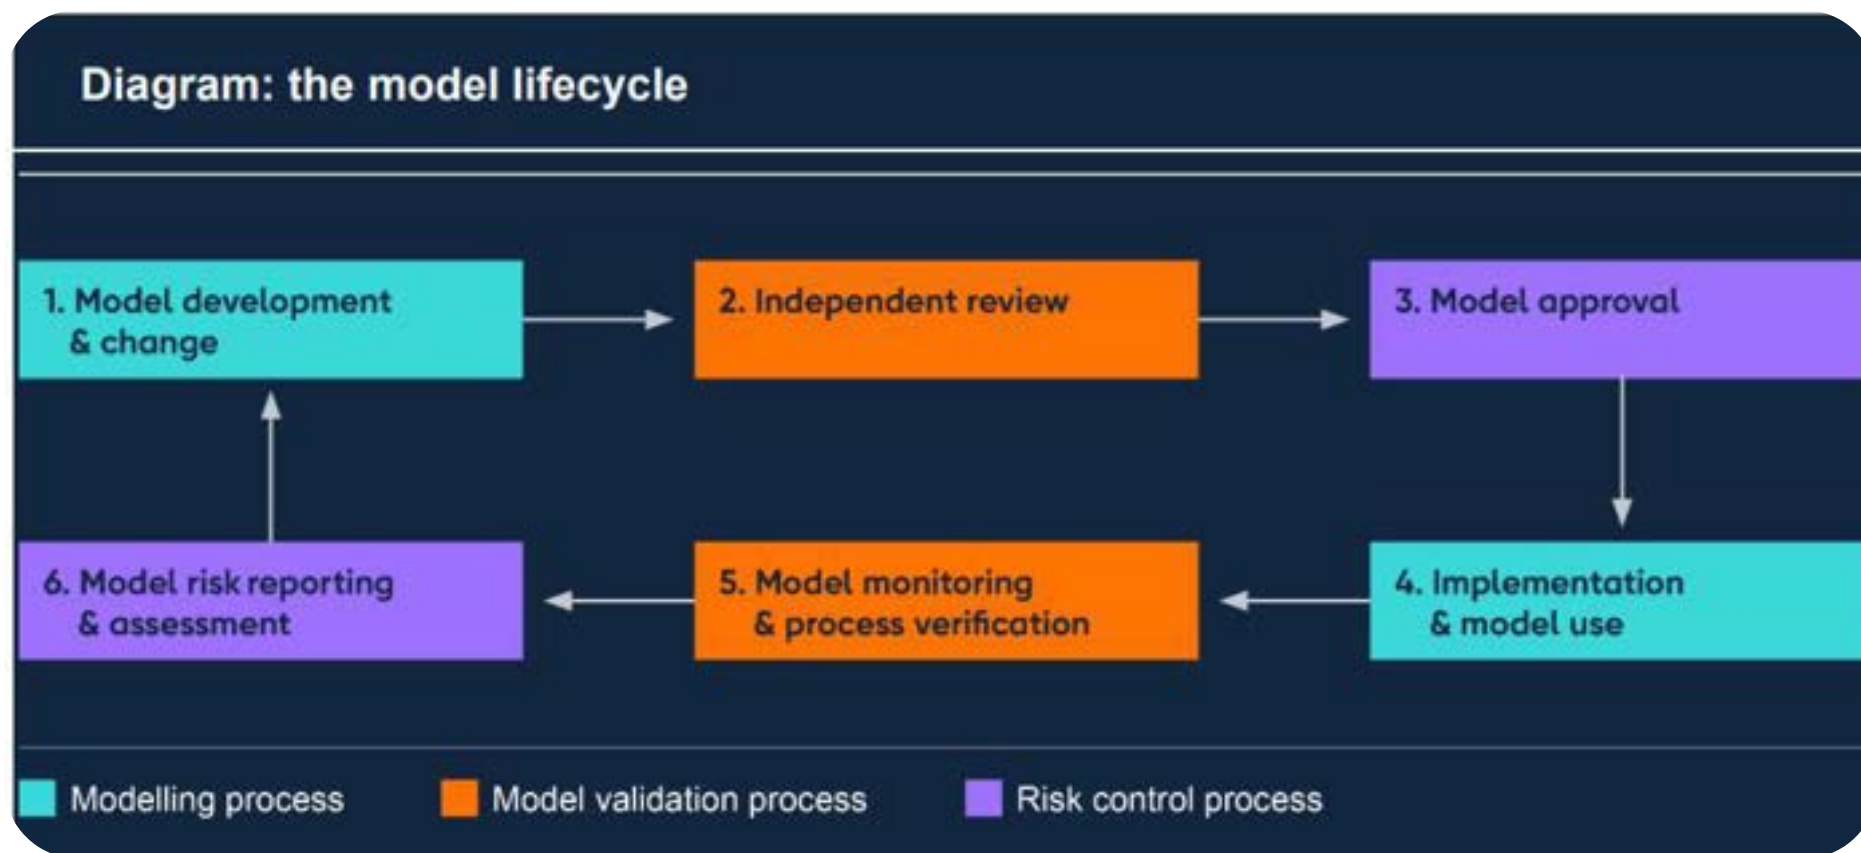 Diagram: the model lifecycle
1. Model development
& change
2. Independent review
3. Model approval
6. Model risk reporting
& assessment
5. Model monitoring
& process verification
4. Implementation
& model use
Modelling process
Model validation process
Risk control process